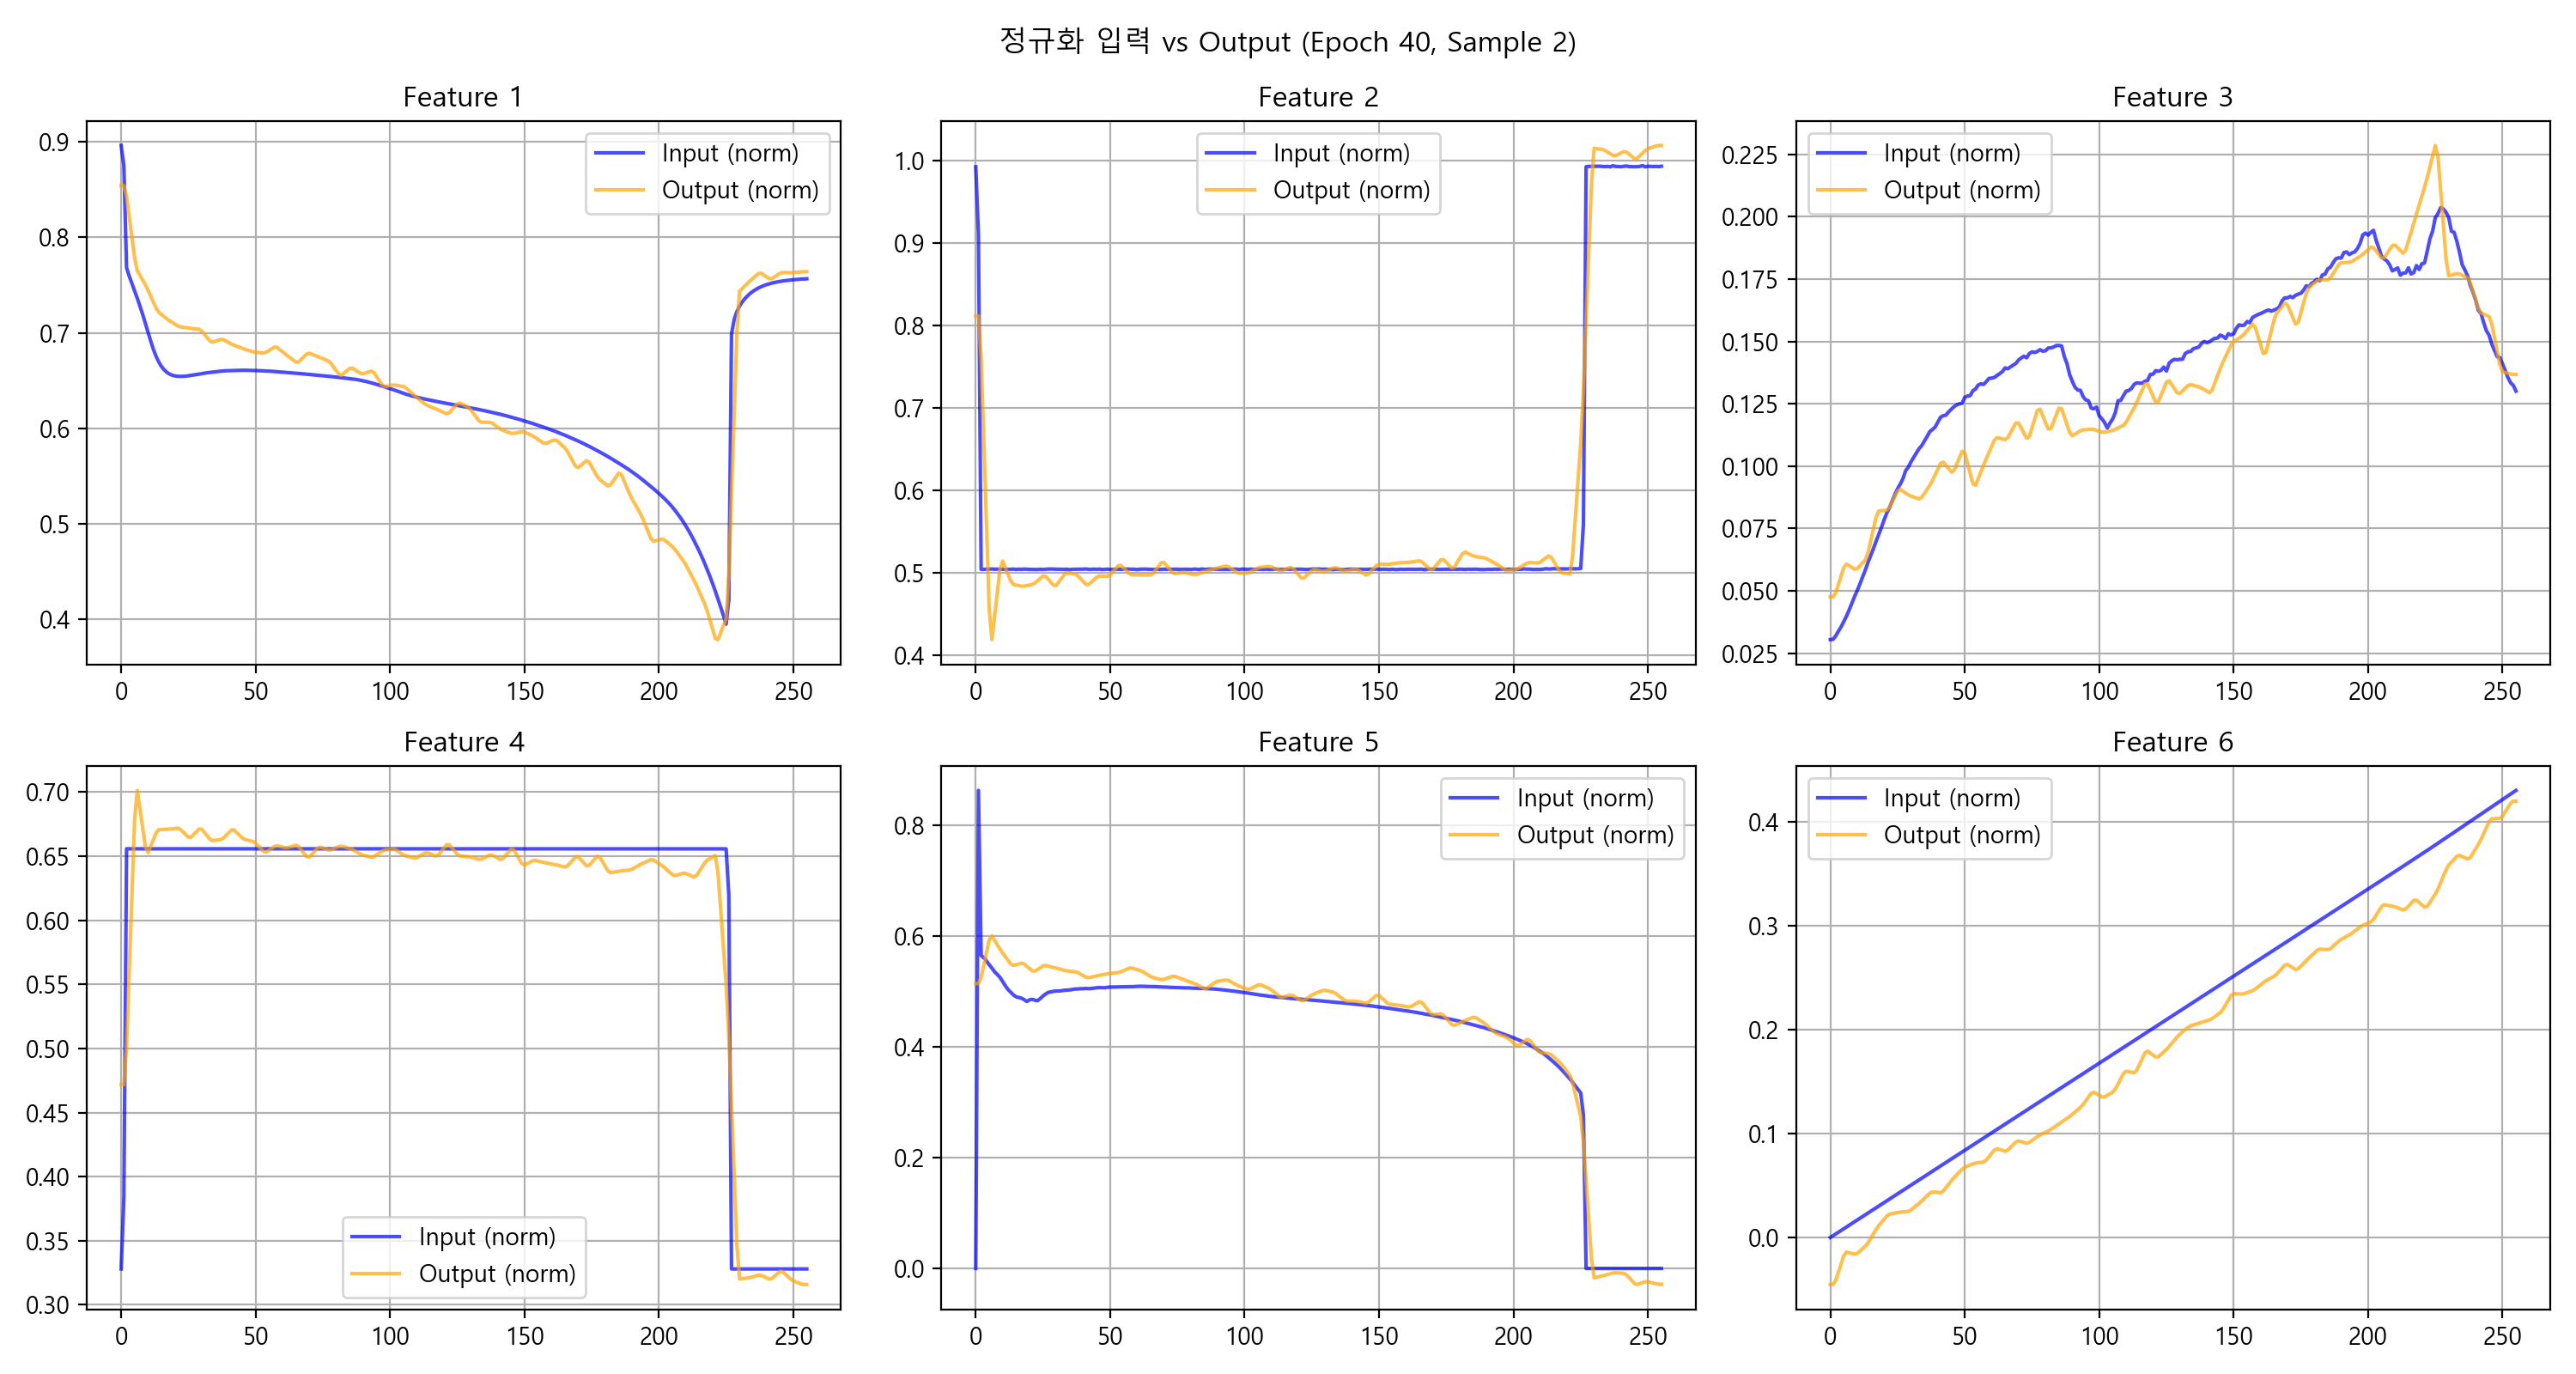 정규화 입력 vs Output (Epoch 40, Sample 2)
Feature 1
0.9
0.8
0.7
0.6
0.5
0.4
0 50 100 150 200 250
Input (norm)
Output (norm)
Feature 2
1.0
0.9
0.8
0.7
0.6
0.5
0.4
0 50 100 150 200 250
Input (norm)
Output (norm)
Feature 3
0.225
0.200
0.175
0.150
0.125
0.100
0.075
0.050
0.025
0 50 100 150 200 250
Input (norm)
Output (norm)
Feature 4
0.70
0.65
0.60
0.55
0.50
0.45
0.40
0.35
0.30
0 50 100 150 200 250
Input (norm)
Output (norm)
Feature 5
0.8
0.6
0.4
0.2
0.0
0 50 100 150 200 250
Input (norm)
Output (norm)
Feature 6
0.4
0.3
0.2
0.1
0.0
0 50 100 150 200 250
Input (norm)
Output (norm)